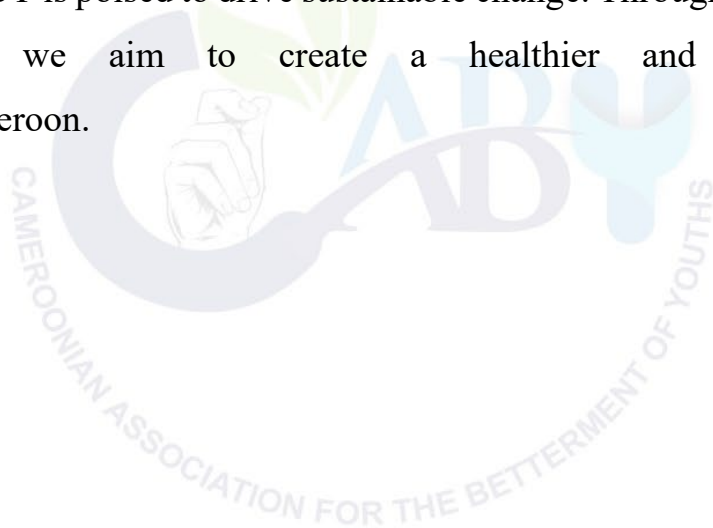 is poised to drive sustainable change. Through
we aim to create a healthier and
eroon.
CABY
CAMEROONIAN ASSOCIATION FOR THE BETTERMENT OF YOUTHS